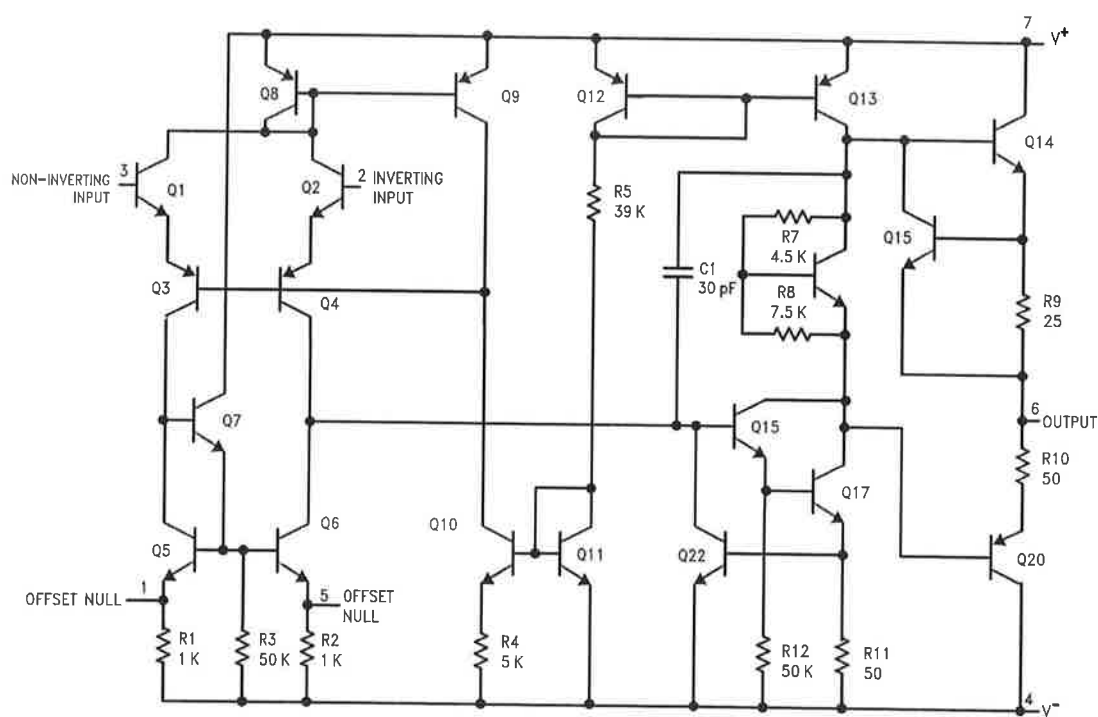 7
V+
Q8
Q9
Q12
Q13
Q14
3
NON-INVERTING
INPUT
Q1
Q2
2 INVERTING
INPUT
R5
39 K
R7
4.5 K
Q15
Q3
Q4
C1
30 pF
R8
7.5 K
R9
25
Q7
Q15
6
OUTPUT
R10
50
Q5
Q6
Q10
Q11
Q22
Q17
Q20
OFFSET NULL
1
5
OFFSET
NULL
R1
1 K
R3
50 K
R2
1 K
R4
5 K
R12
50 K
R11
50
4
V-